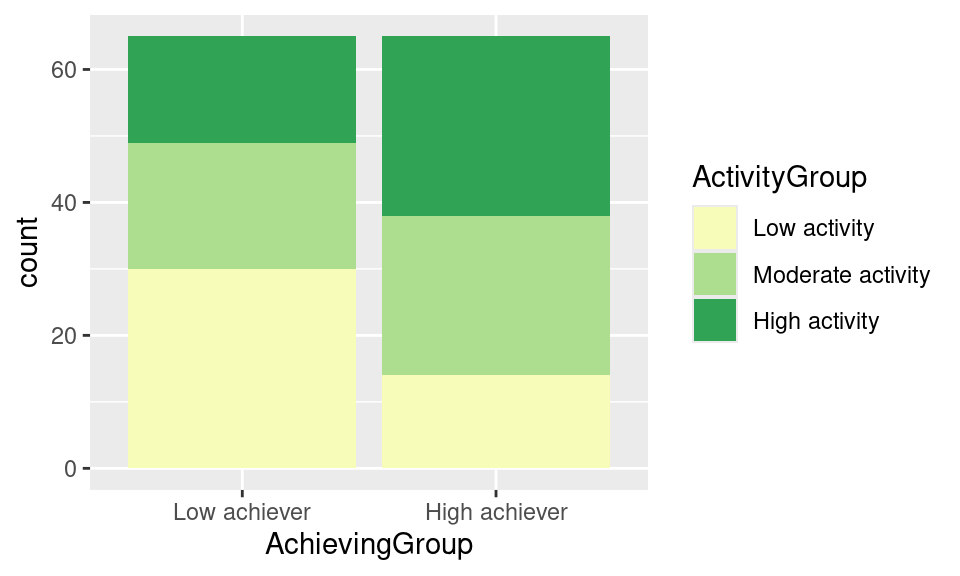 60
40
20
0
count
Low achiever
High achiever
AchievingGroup
ActivityGroup
Low activity
Moderate activity
High activity